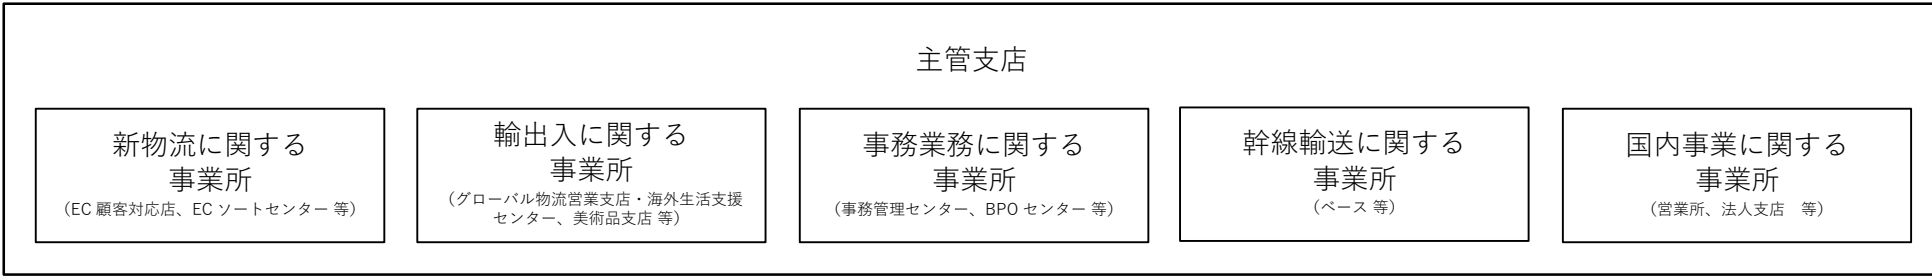 主管支店
新物流に関する
事業所
（EC 顧客対応店、EC ソートセンター 等）
輸出入に関する
事業所
（グローバル物流営業支店・海外生活支援
センター、美術品支店 等）
事務業務に関する
事業所
（事務管理センター、BPO センター 等）
幹線輸送に関する
事業所
（ベース 等）
国内事業に関する
事業所
（営業所、法人支店　等）